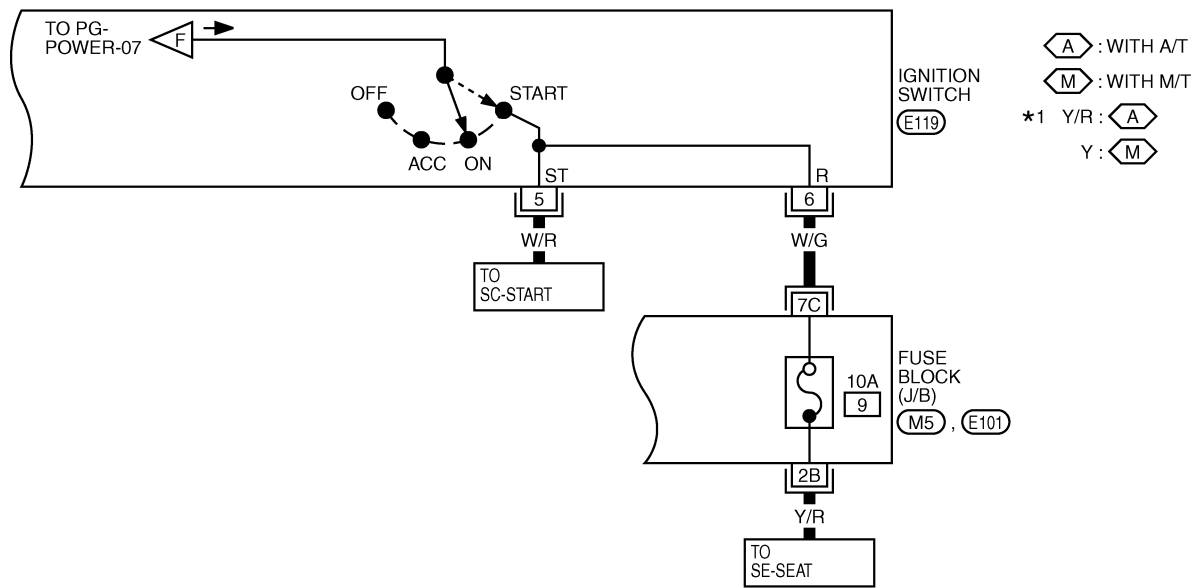 TO PG-
POWER-07
F
OFF
START
ACC
ON
ST
R
5
6
IGNITION
SWITCH
E119
A : WITH A/T
M : WITH M/T
★1 Y/R : A
Y : M
W/R
W/G
TO
SC-START
7C
10A
9
FUSE
BLOCK
(J/B)
M5 , E101
2B
Y/R
TO
SE-SEAT